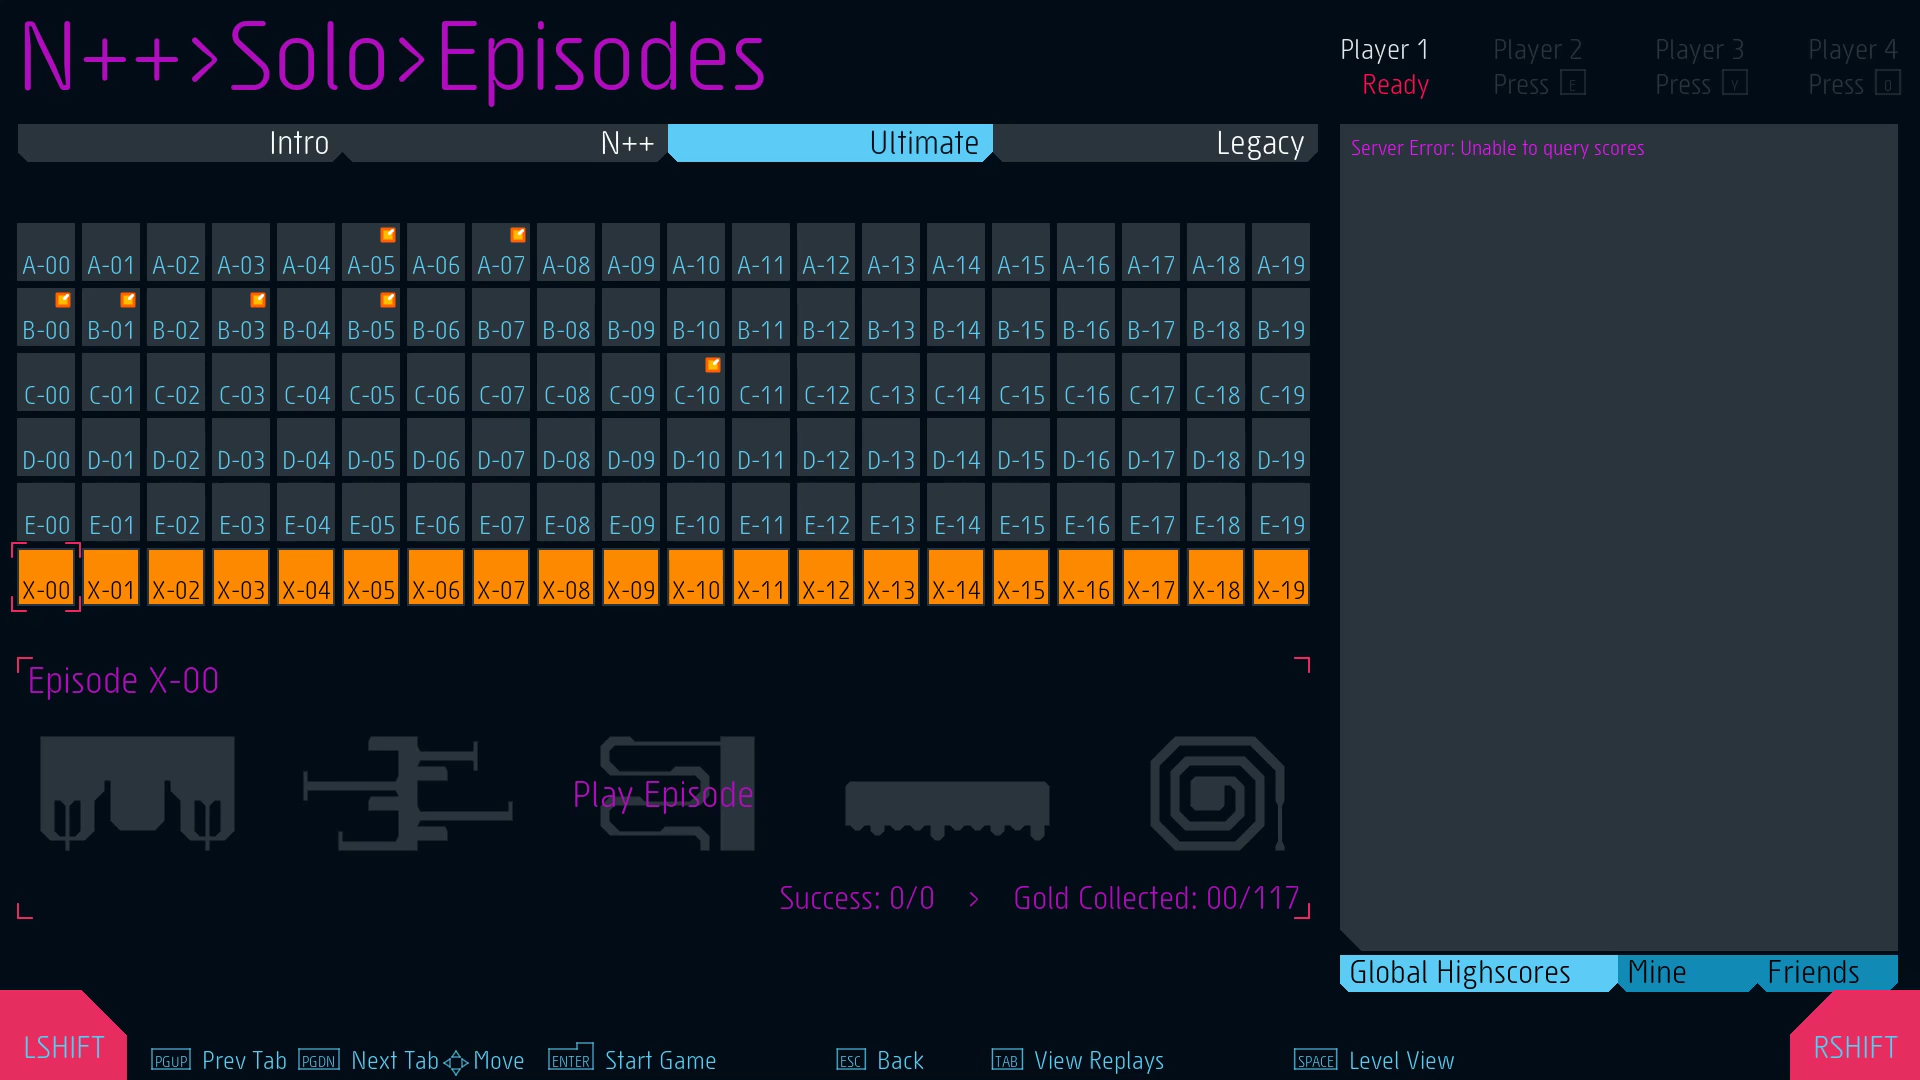 N++>Solo>Episodes
Player 1 Player 2 Player 3 Player 4
Ready Press E Press Y Press O
Intro N++ Ultimate Legacy
Server Error: Unable to query scores
A-00 A-01 A-02 A-03 A-04 A-05 A-06 A-07 A-08 A-09 A-10 A-11 A-12 A-13 A-14 A-15 A-16 A-17 A-18 A-19
B-00 B-01 B-02 B-03 B-04 B-05 B-06 B-07 B-08 B-09 B-10 B-11 B-12 B-13 B-14 B-15 B-16 B-17 B-18 B-19
C-00 C-01 C-02 C-03 C-04 C-05 C-06 C-07 C-08 C-09 C-10 C-11 C-12 C-13 C-14 C-15 C-16 C-17 C-18 C-19
D-00 D-01 D-02 D-03 D-04 D-05 D-06 D-07 D-08 D-09 D-10 D-11 D-12 D-13 D-14 D-15 D-16 D-17 D-18 D-19
E-00 E-01 E-02 E-03 E-04 E-05 E-06 E-07 E-08 E-09 E-10 E-11 E-12 E-13 E-14 E-15 E-16 E-17 E-18 E-19
X-00 X-01 X-02 X-03 X-04 X-05 X-06 X-07 X-08 X-09 X-10 X-11 X-12 X-13 X-14 X-15 X-16 X-17 X-18 X-19
Episode X-00
Play Episode
Success: 0/0 > Gold Collected: 00/117
Global Highscores Mine Friends
LSHIFT PGUP Prev Tab PGDN Next Tab Move ENTER Start Game ESC Back TAB View Replays SPACE Level View RSHIFT